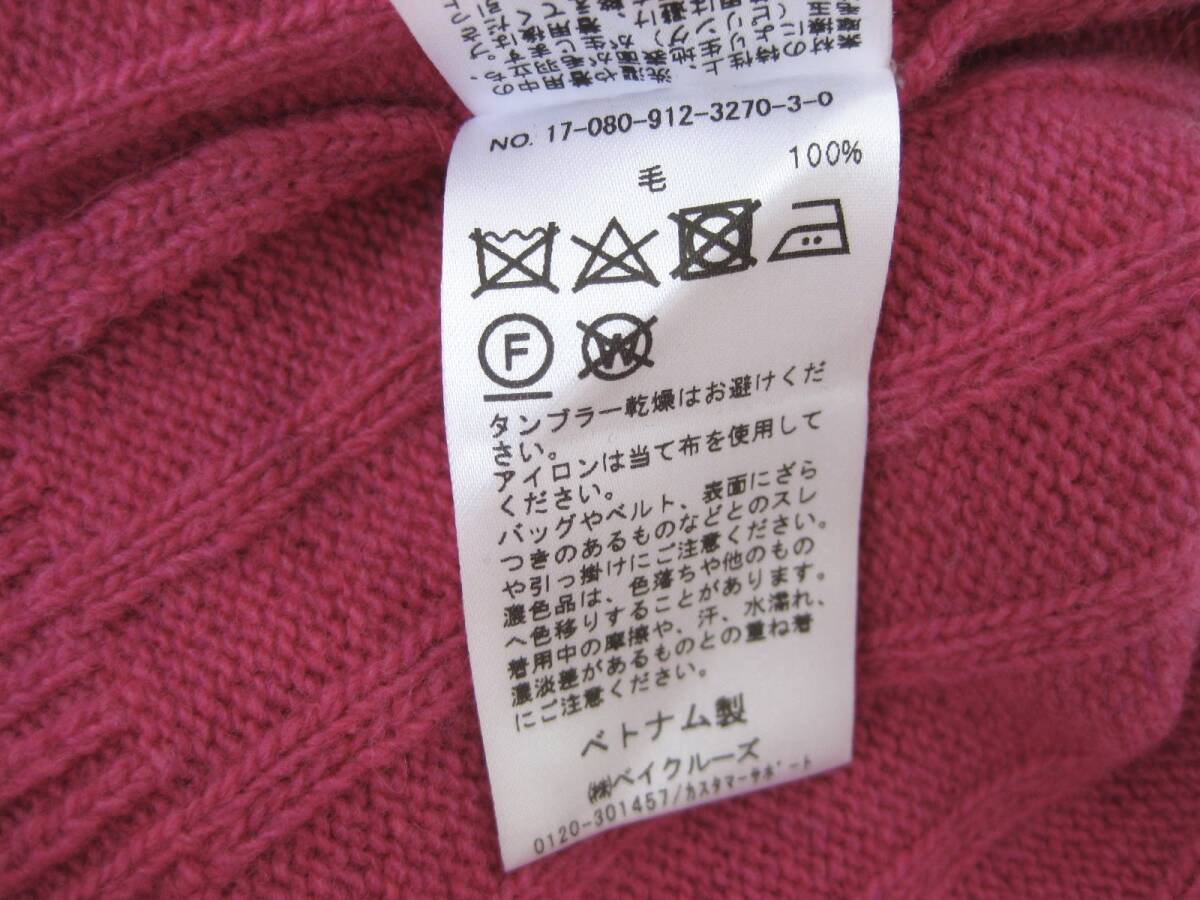 NO. 17-080-912-3270-3-0
毛 100%
F
W
タンブラー乾燥はお避けくだ
さい。
アイロンは当て布を使用して
ください。
バッグやベルト、表面にざら
つきのあるものなどとのスレ
や引っ掛けにご注意ください。
濃色品は、色落ちや他のもの
へ色移りすることがあります。
着用中の摩擦や、汗、水濡れ、
濃淡差があるものとの重ね着
にご注意ください。
ベトナム製
㈱ベイクルーズ
0120-301457/カスタマーサポート